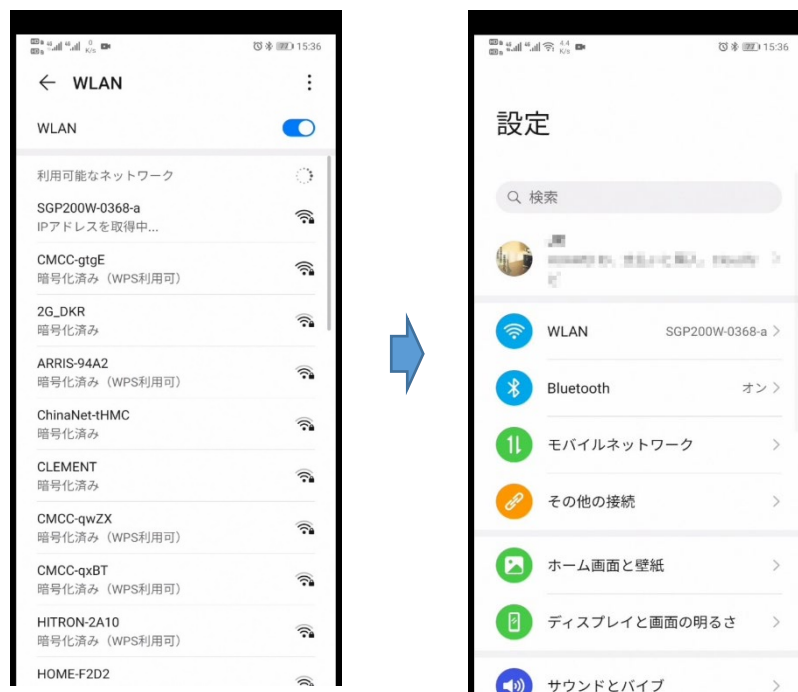 15:36
WLAN
WLAN
利用可能なネットワーク
SGP200W-0368-a
IPアドレスを取得中...
CMCC-gtgE
暗号化済み（WPS利用可）
2G_DKR
暗号化済み
ARRIS-94A2
暗号化済み（WPS利用可）
ChinaNet-tHMC
暗号化済み
CLEMENT
暗号化済み
CMCC-qwZX
暗号化済み（WPS利用可）
CMCC-qxBT
暗号化済み（WPS利用可）
HITRON-2A10
暗号化済み（WPS利用可）
HOME-F2D2
15:36
設定
検索
WLAN SGP200W-0368-a
Bluetooth オン
モバイルネットワーク
その他の接続
ホーム画面と壁紙
ディスプレイと画面の明るさ
サウンドとバイブ